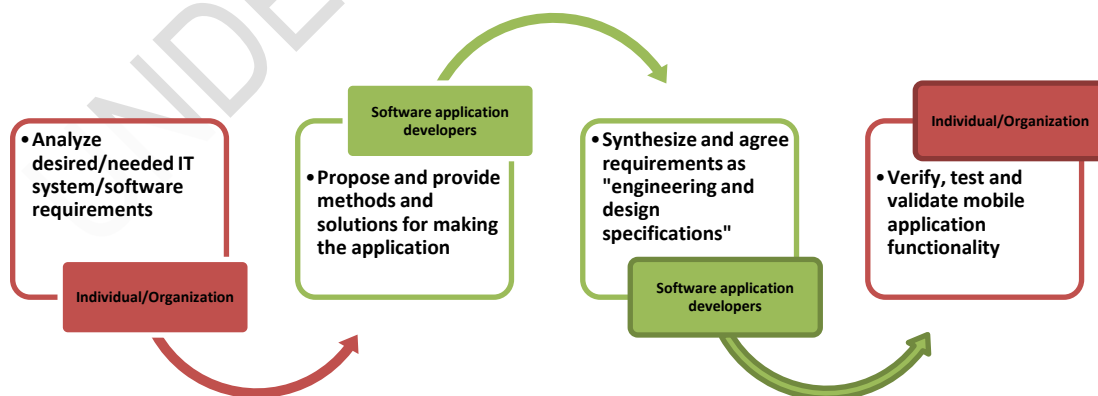 • Analyze
desired/needed IT
system/software
requirements
Individual/Organization
Software application
developers
• Propose and provide
methods and
solutions for making
the application
• Synthesize and agree
requirements as
"engineering and
design
specifications"
Software application
developers
Individual/Organization
• Verify, test and
validate mobile
application
functionality